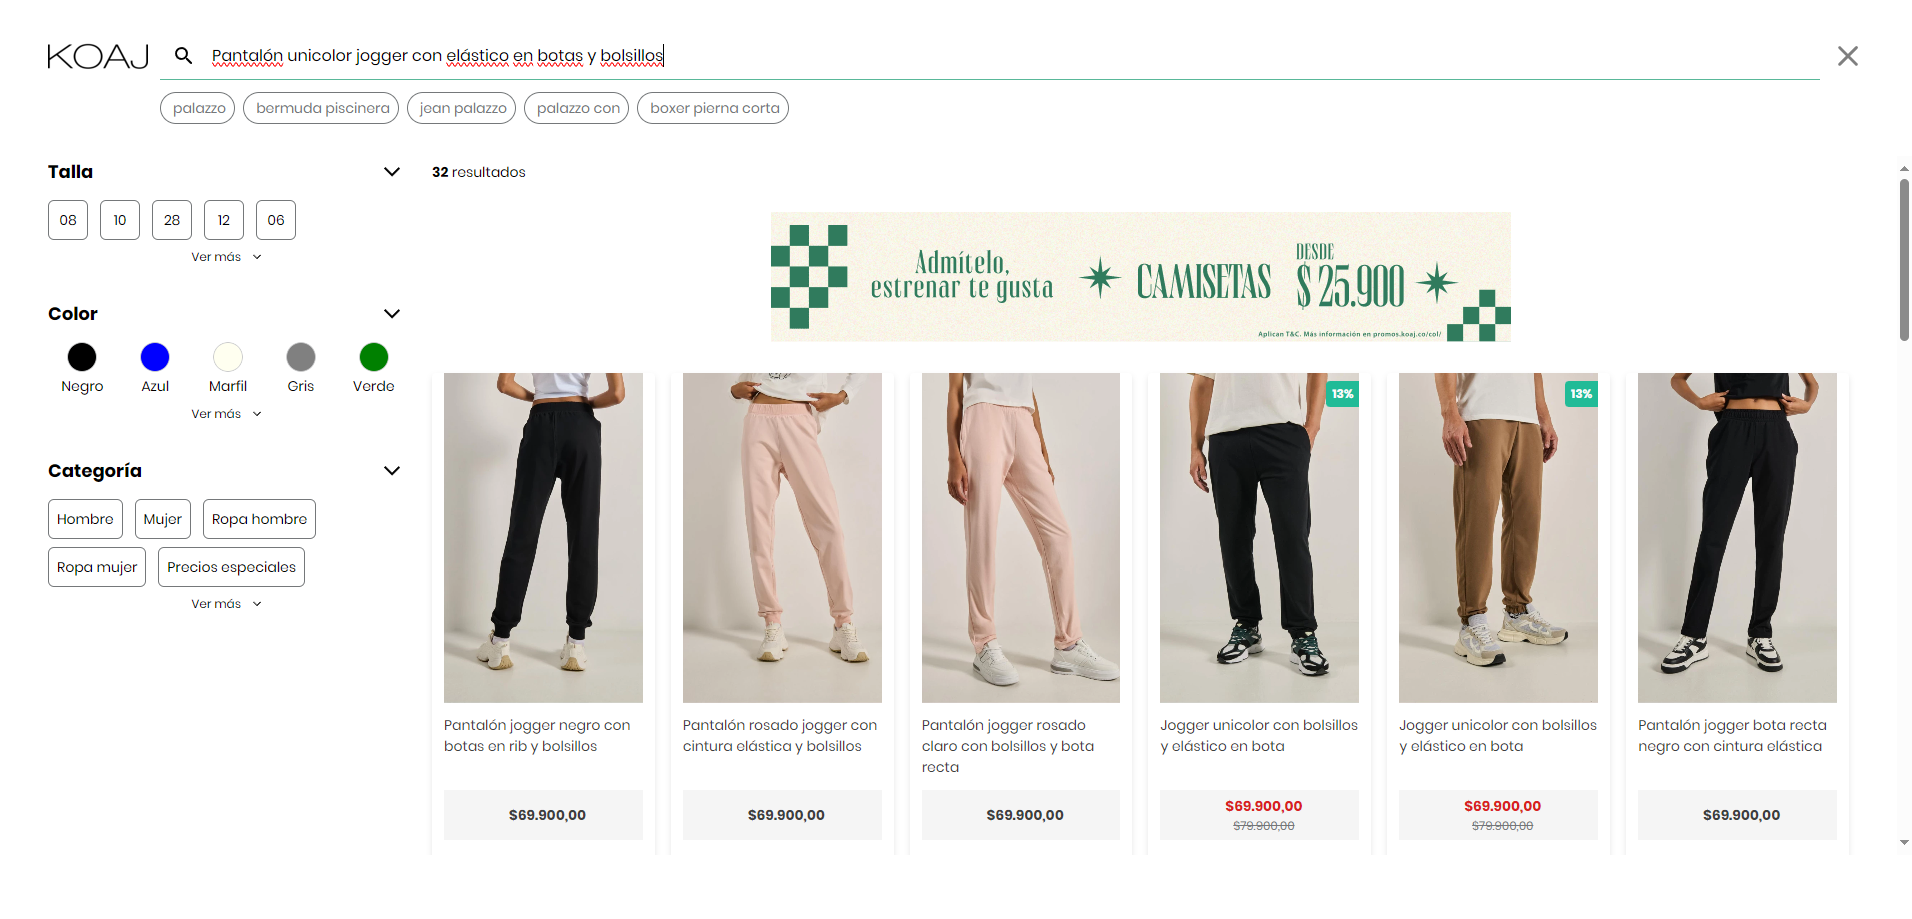 KOAJ
Pantalón unicolor jogger con elástico en botas y bolsillos
palazzo
bermuda piscinera
jean palazzo
palazzo con
boxer pierna corta
Talla
08
10
28
12
06
Ver más
Color
Negro
Azul
Marfil
Gris
Verde
Ver más
Categoría
Hombre
Mujer
Ropa hombre
Ropa mujer
Precios especiales
Ver más
32 resultados
Admítelo,
estrenar te gusta
CAMISETAS
DESDE
$ 25.900
Aplican T&C. Más información en promos.koaj.co/col/
Pantalón jogger negro con
botas en rib y bolsillos
$69.900,00
Pantalón rosado jogger con
cintura elástica y bolsillos
$69.900,00
Pantalón jogger rosado
claro con bolsillos y bota
recta
$69.900,00
13%
Jogger unicolor con bolsillos
y elástico en bota
$69.900,00
$79.900,00
13%
Jogger unicolor con bolsillos
y elástico en bota
$69.900,00
$79.900,00
Pantalón jogger bota recta
negro con cintura elástica
$69.900,00